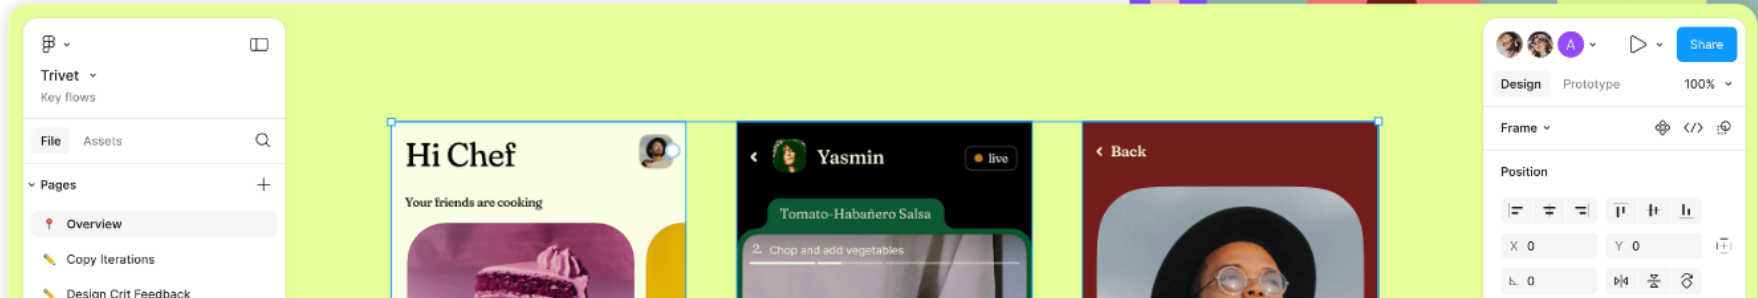 Trivet
Key flows
File Assets
Pages
Overview
Copy Iterations
Design Crit Feedback
Hi Chef
Your friends are cooking
Yasmin
live
Tomato-Habañero Salsa
2. Chop and add vegetables
Back
A
Share
Design Prototype 100%
Frame
Position
X 0 Y 0
0